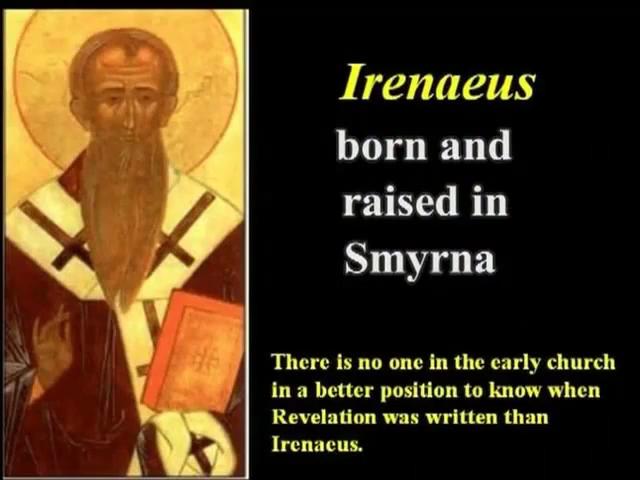 Irenaeus
born and
raised in
Smyrna
There is no one in the early church
in a better position to know when
Revelation was written than
Irenaeus.